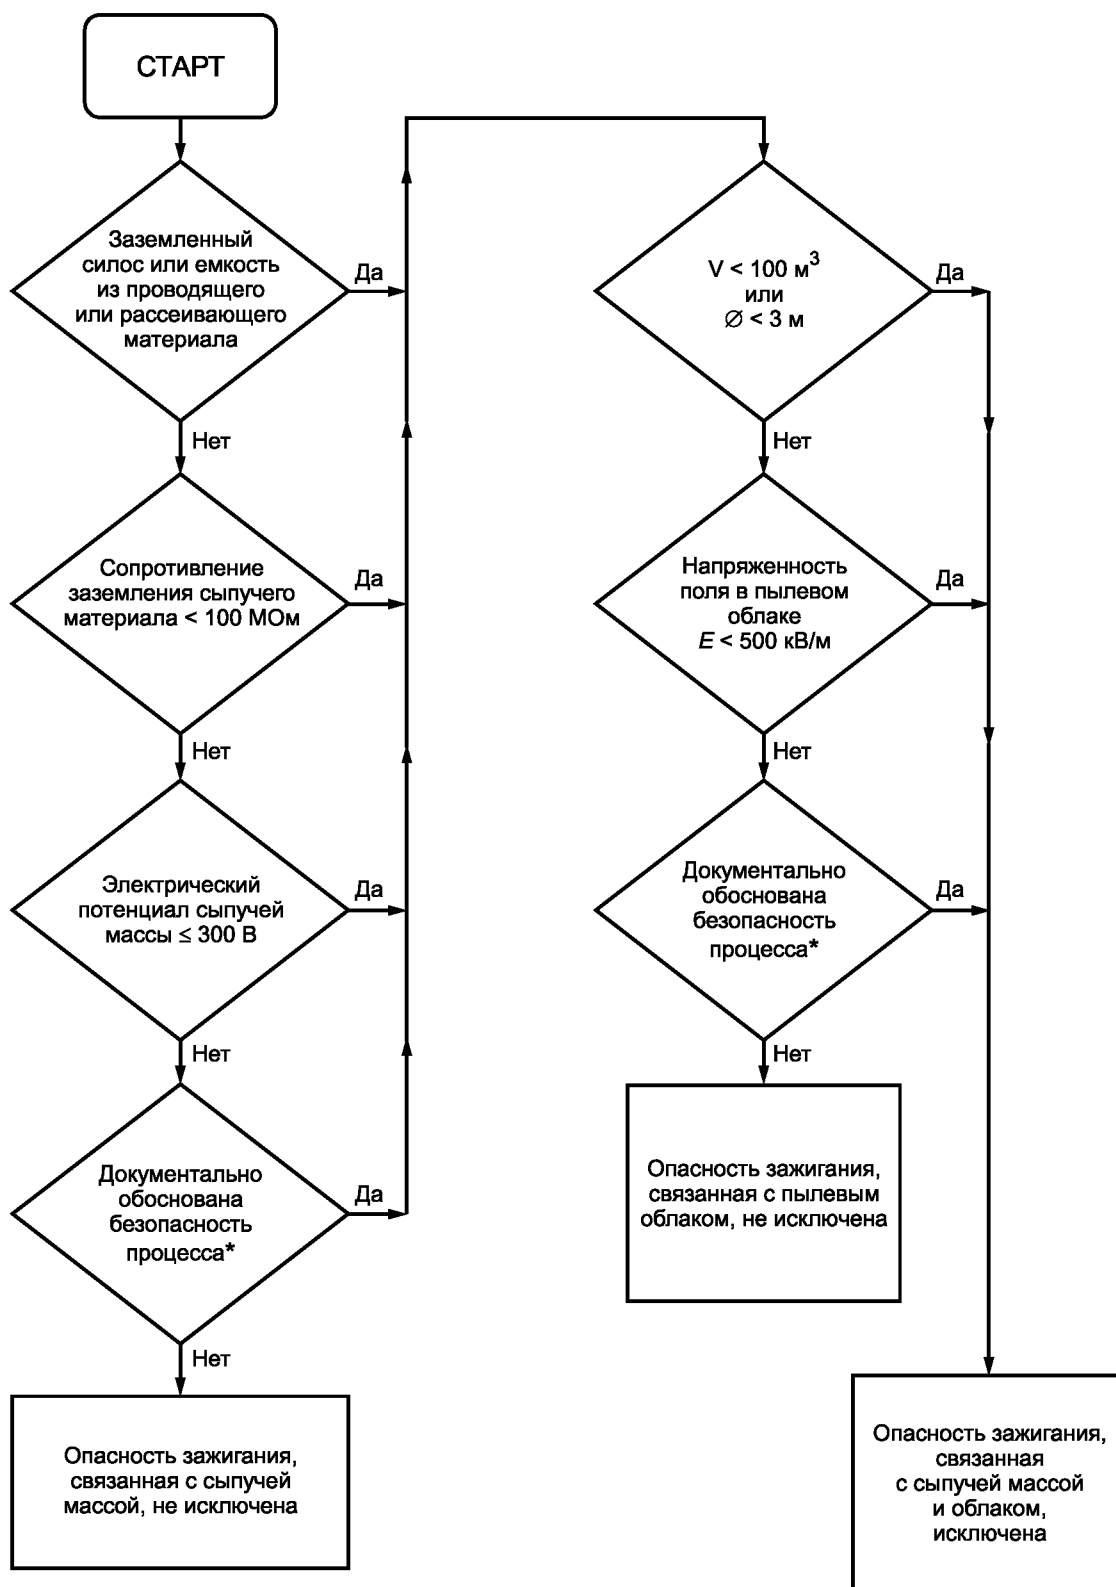 СТАРТ
Заземленный
силос или емкость
из проводящего
или рассеивающего
материала
Да
Нет
Сопротивление
заземления сыпучего
материала < 100 МОм
Да
Нет
Электрический
потенциал сыпучей
массы ≤ 300 В
Да
Нет
Документально
обоснована
безопасность
процесса*
Да
Нет
Опасность зажигания,
связанная с сыпучей
массой, не исключена
V < 100 м³
или
∅ < 3 м
Да
Нет
Напряженность
поля в пылевом
облаке
E < 500 кВ/м
Да
Нет
Документально
обоснована
безопасность
процесса*
Да
Нет
Опасность зажигания,
связанная с пылевым
облаком, не исключена
Опасность зажигания,
связанная
с сыпучей массой
и облаком,
исключена